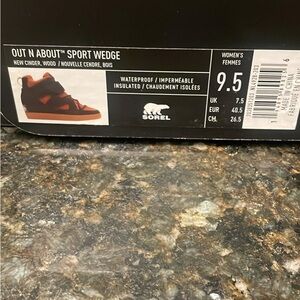 OUT N ABOUT™ SPORT WEDGE
NEW CINDER, WOOD / NOUVELLE CENDRE, BOIS
WATERPROOF / IMPERMÉABLE
INSULATED / CHAUDEMENT ISOLÉES
SOREL
WOMEN'S
FEMMES
9.5
UK 7.5
EUR 40.5
CM. 26.5
6